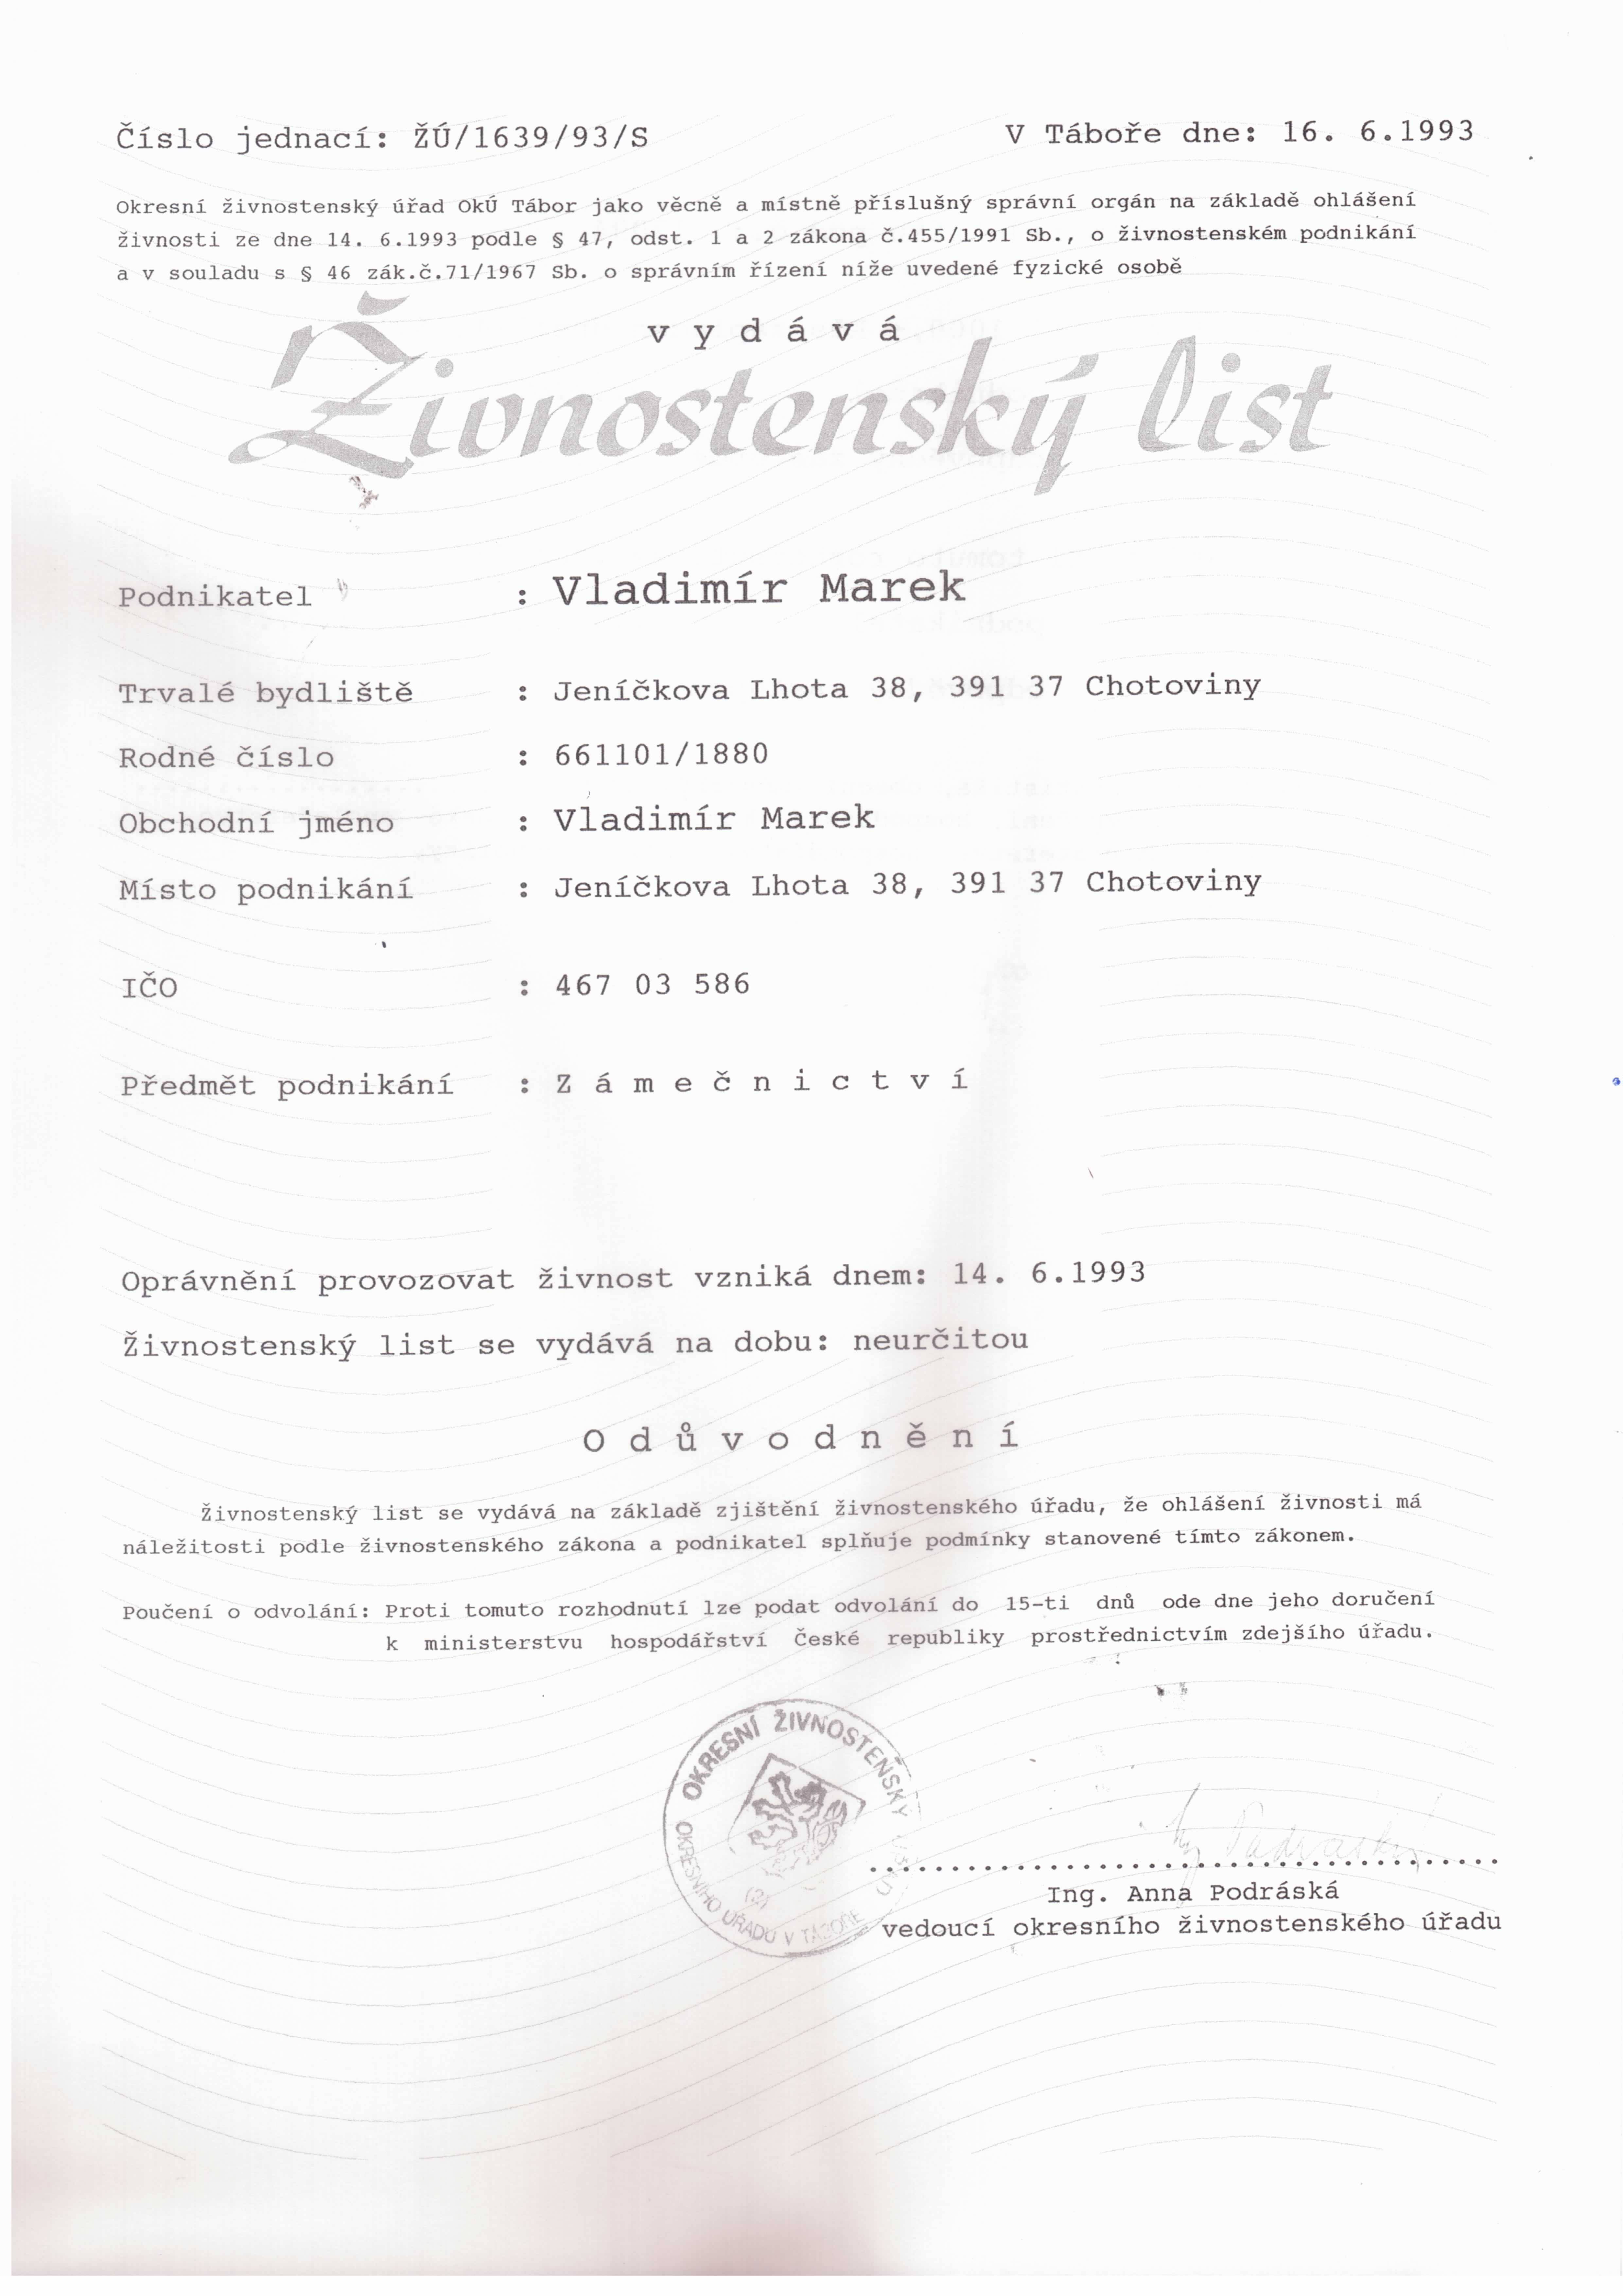 Číslo jednací: ŽÚ/1639/93/S
V Táboře dne: 16. 6.1993
Okresní živnostenský úřad OkÚ Tábor jako věcně a místně příslušný správní orgán na základě ohlášení
živnosti ze dne 14. 6.1993 podle § 47, odst. 1 a 2 zákona č.455/1991 Sb., o živnostenském podnikání
a v souladu s § 46 zák.č.71/1967 Sb. o správním řízení níže uvedené fyzické osobě
v y d á v á
Živnostenský list
Podnikatel : Vladimír Marek
Trvalé bydliště : Jeníčkova Lhota 38, 391 37 Chotoviny
Rodné číslo : 661101/1880
Obchodní jméno : Vladimír Marek
Místo podnikání : Jeníčkova Lhota 38, 391 37 Chotoviny
IČO : 467 03 586
Předmět podnikání : Z á m e č n i c t v í
Oprávnění provozovat živnost vzniká dnem: 14. 6.1993
Živnostenský list se vydává na dobu: neurčitou
O d ů v o d n ě n í
Živnostenský list se vydává na základě zjištění živnostenského úřadu, že ohlášení živnosti má
náležitosti podle živnostenského zákona a podnikatel splňuje podmínky stanovené tímto zákonem.
Poučení o odvolání: Proti tomuto rozhodnutí lze podat odvolání do 15-ti dnů ode dne jeho doručení
k ministerstvu hospodářství České republiky prostřednictvím zdejšího úřadu.
OKRESNÍ ŽIVNOSTENSKÝ ÚŘAD
OKRESNÍHO ÚŘADU V TÁBOŘE
(2)
Ing. Anna Podráská
vedoucí okresního živnostenského úřadu